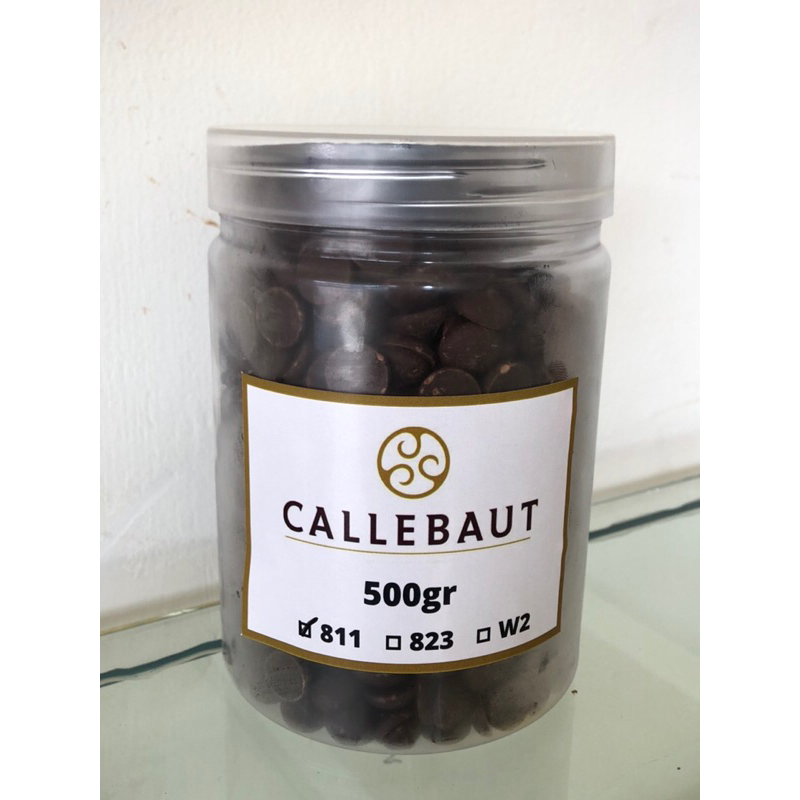 CALLEBAUT
500gr
☑ 811 ☐ 823 ☐ W2